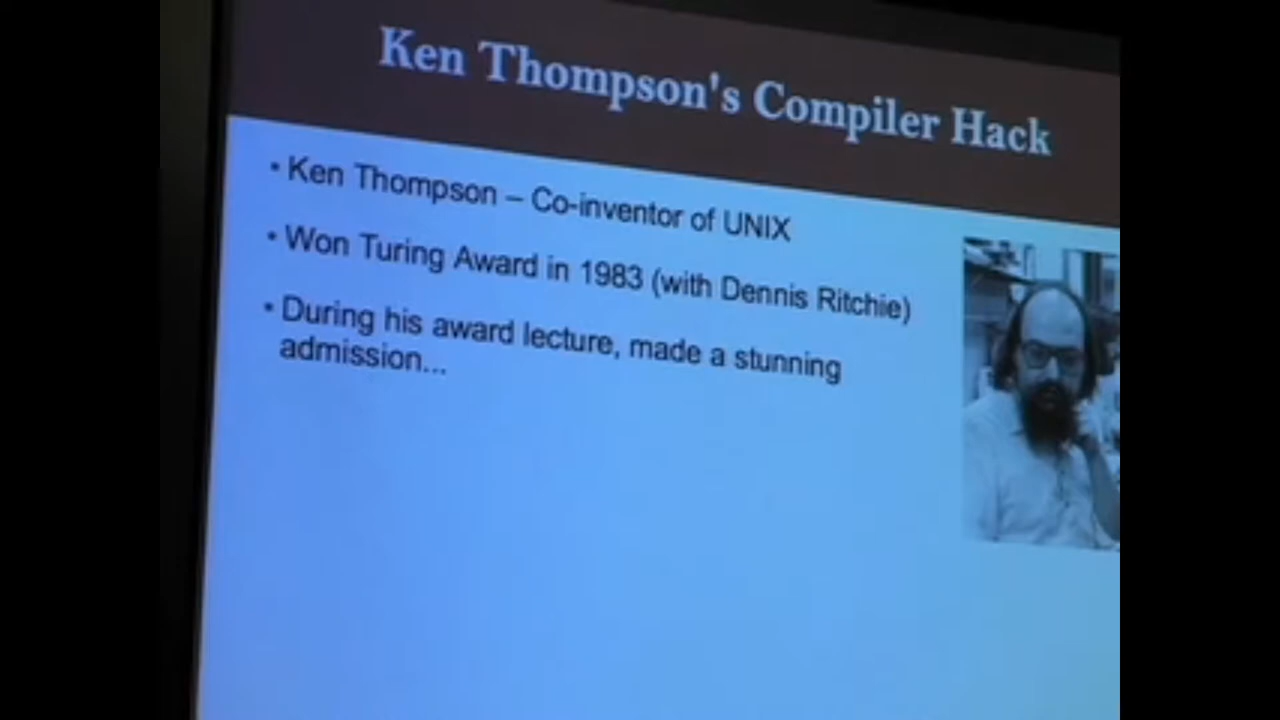 Ken Thompson's Compiler Hack
• Ken Thompson – Co-inventor of UNIX
• Won Turing Award in 1983 (with Dennis Ritchie)
• During his award lecture, made a stunning
admission...